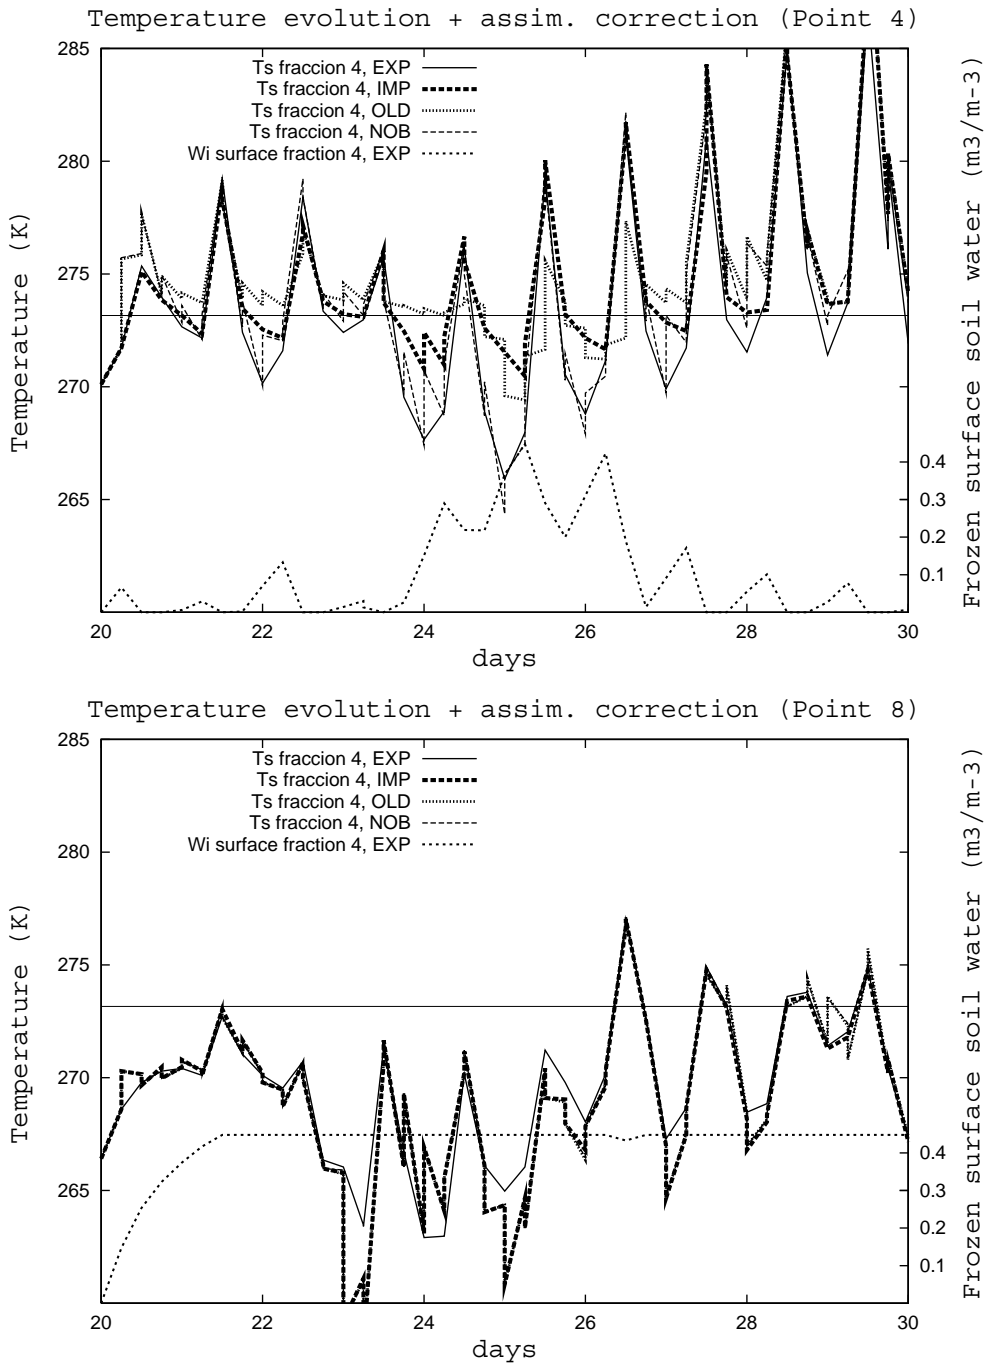 Temperature evolution + assim. correction (Point 4)
285
280
275
270
265
Temperature (K)
Ts fraccion 4, EXP
Ts fraccion 4, IMP
Ts fraccion 4, OLD
Ts fraccion 4, NOB
Wi surface fraction 4, EXP
0.4
0.3
0.2
0.1
Frozen surface soil water (m3/m-3)
20 22 24 26 28 30
days
Temperature evolution + assim. correction (Point 8)
285
280
275
270
265
Temperature (K)
Ts fraccion 4, EXP
Ts fraccion 4, IMP
Ts fraccion 4, OLD
Ts fraccion 4, NOB
Wi surface fraction 4, EXP
0.4
0.3
0.2
0.1
Frozen surface soil water (m3/m-3)
20 22 24 26 28 30
days